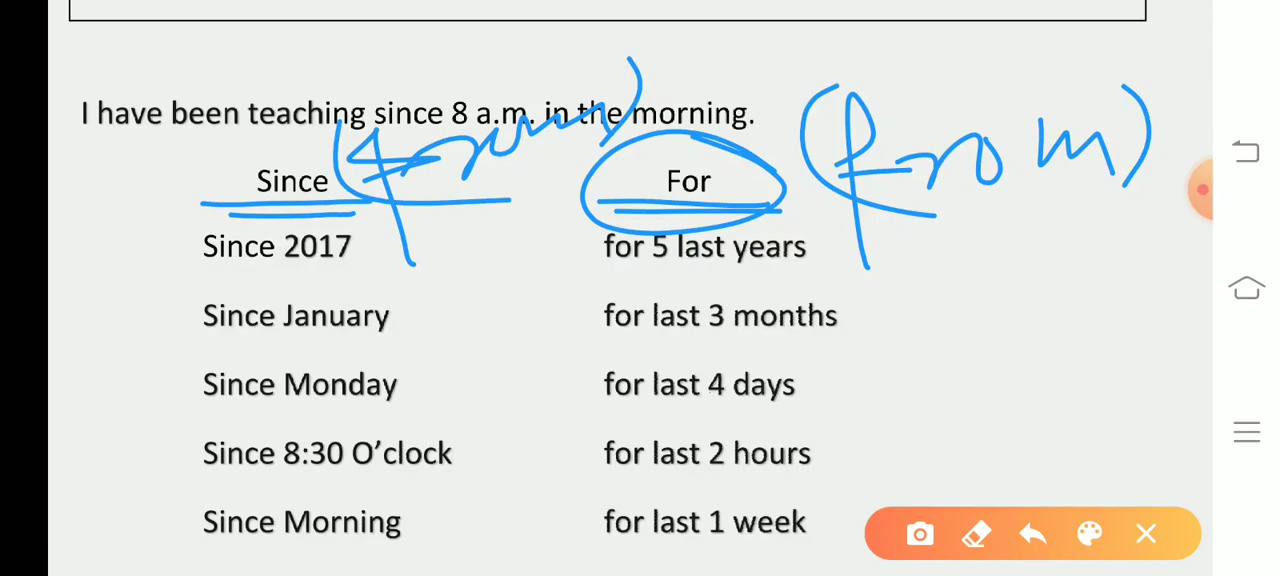 I have been teaching since 8 a.m. in the morning.
Since (from) For (from)
Since 2017 for 5 last years
Since January for last 3 months
Since Monday for last 4 days
Since 8:30 O’clock for last 2 hours
Since Morning for last 1 week